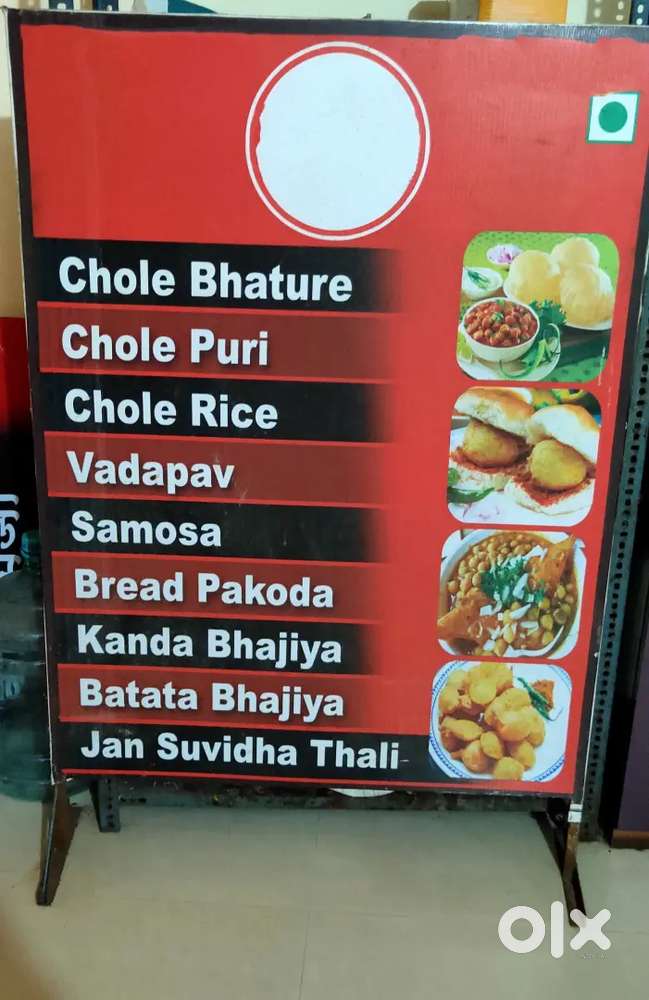 Chole Bhature
Chole Puri
Chole Rice
Vadapav
Samosa
Bread Pakoda
Kanda Bhajiya
Batata Bhajiya
Jan Suvidha Thali
olx